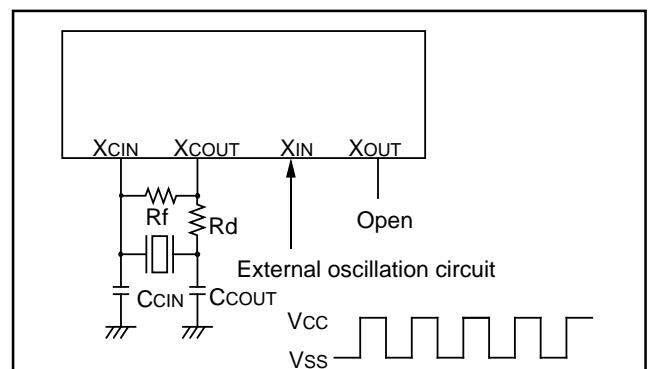 XCIN XCOUT XIN XOUT
Rf
Rd
Open
External oscillation circuit
CCIN CCOUT
VCC
VSS